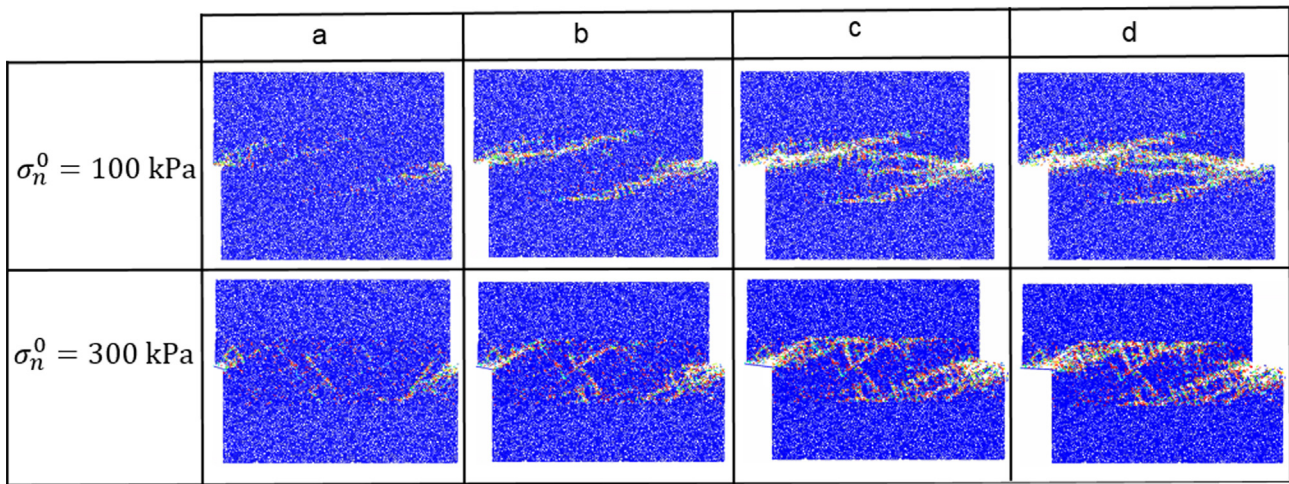 a b c d
σ_n^0 = 100 kPa
σ_n^0 = 300 kPa